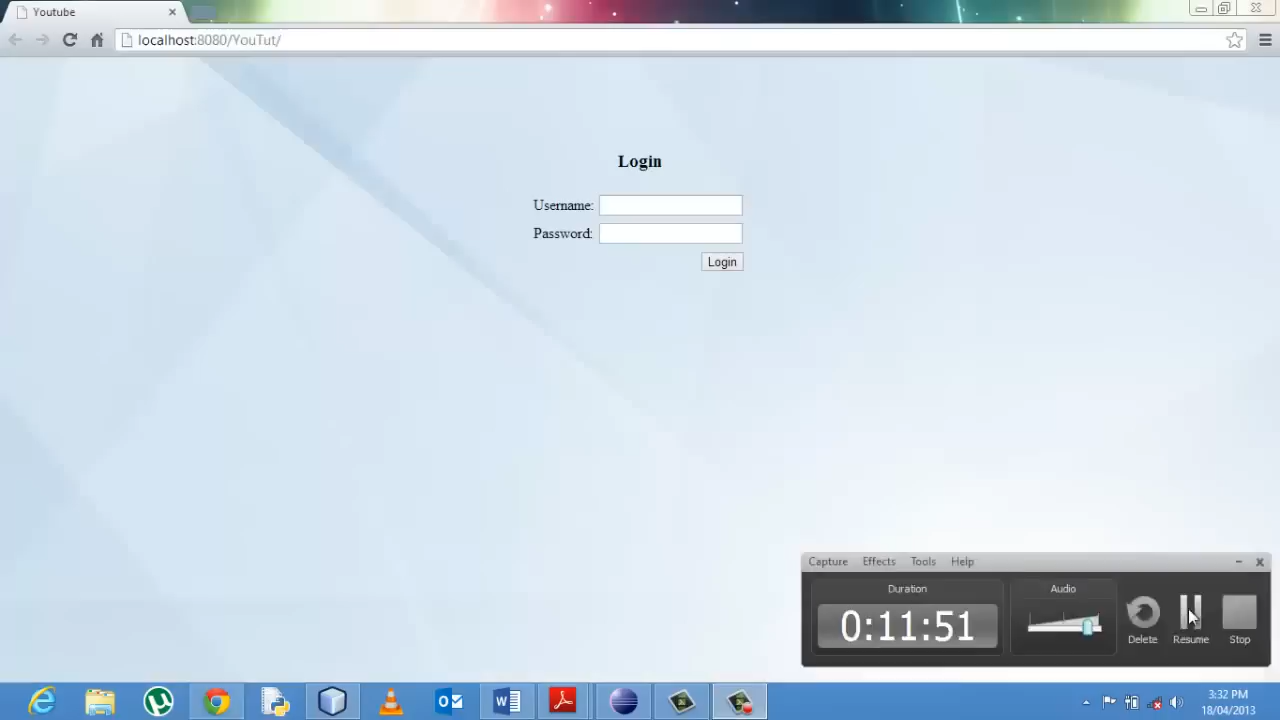 Youtube
localhost:8080/YouTut/
Login
Username:
Password:
Login
Capture Effects Tools Help
Duration
Audio
0:11:51
Delete
Resume
Stop
3:32 PM
18/04/2013